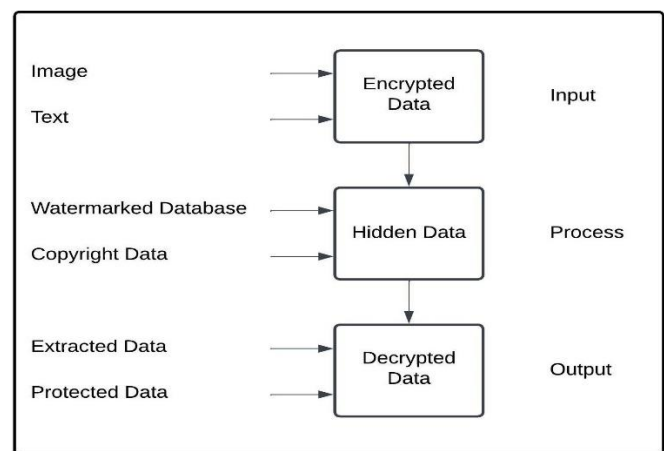 Image
Text
Encrypted
Data
Input
Watermarked Database
Copyright Data
Hidden Data
Process
Extracted Data
Protected Data
Decrypted
Data
Output